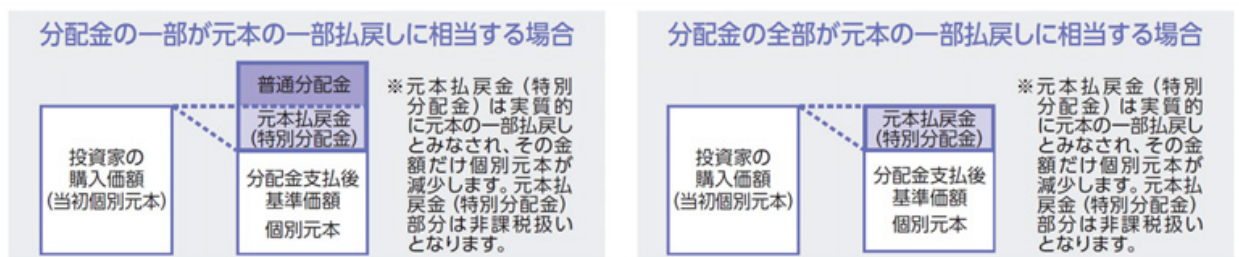 分配金の一部が元本の一部払戻しに相当する場合
普通分配金
元本払戻金
(特別分配金)
投資家の
購入価額
(当初個別元本)
分配金支払後
基準価額
個別元本
※元本払戻金（特別
分配金）は実質的
に元本の一部払戻し
とみなされ、その金
額だけ個別元本が
減少します。元本払
戻金（特別分配金）
部分は非課税扱い
となります。
分配金の全部が元本の一部払戻しに相当する場合
元本払戻金
(特別分配金)
投資家の
購入価額
(当初個別元本)
分配金支払後
基準価額
個別元本
※元本払戻金（特別
分配金）は実質的
に元本の一部払戻し
とみなされ、その金
額だけ個別元本が
減少します。元本払
戻金（特別分配金）
部分は非課税扱い
となります。